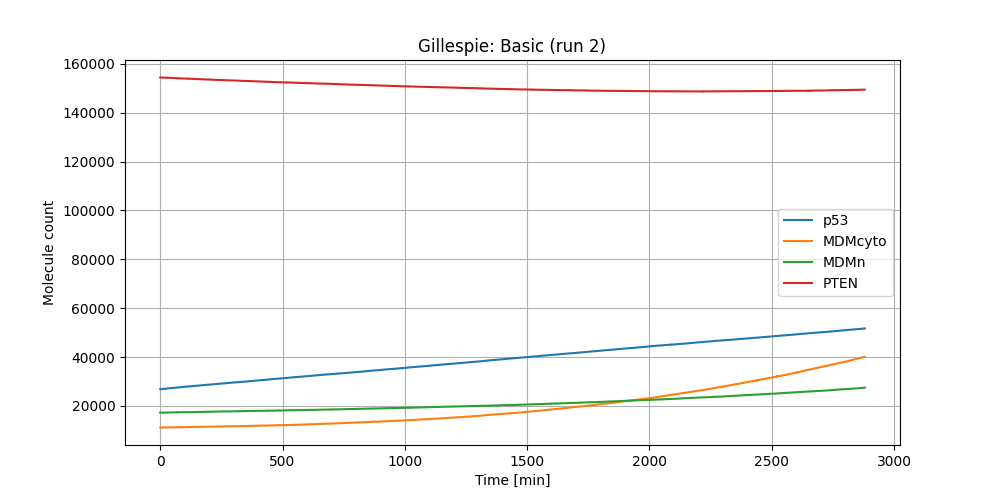 Gillespie: Basic (run 2)
160000
140000
120000
100000
80000
60000
40000
20000
Molecule count
p53
MDMcyto
MDMn
PTEN
0 500 1000 1500 2000 2500 3000
Time [min]